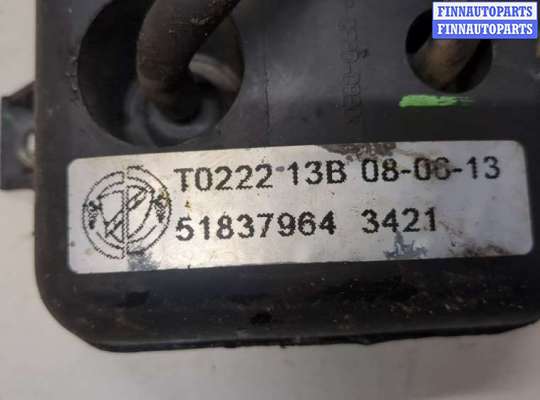 FINNAUTOPARTS
FINNAUTOPARTS
T0222 13B 08-06-13
51837964 3421